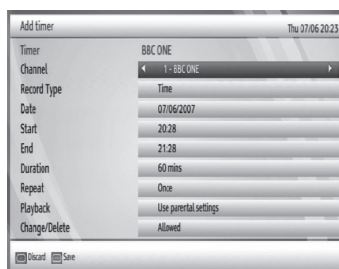 Add timer Thu 07/06 20:23
Timer BBC ONE
Channel 1 - BBC ONE
Record Type Time
Date 07/06/2007
Start 20:28
End 21:28
Duration 60 mins
Repeat Once
Playback Use parental settings
Change/Delete Allowed
Discard Save